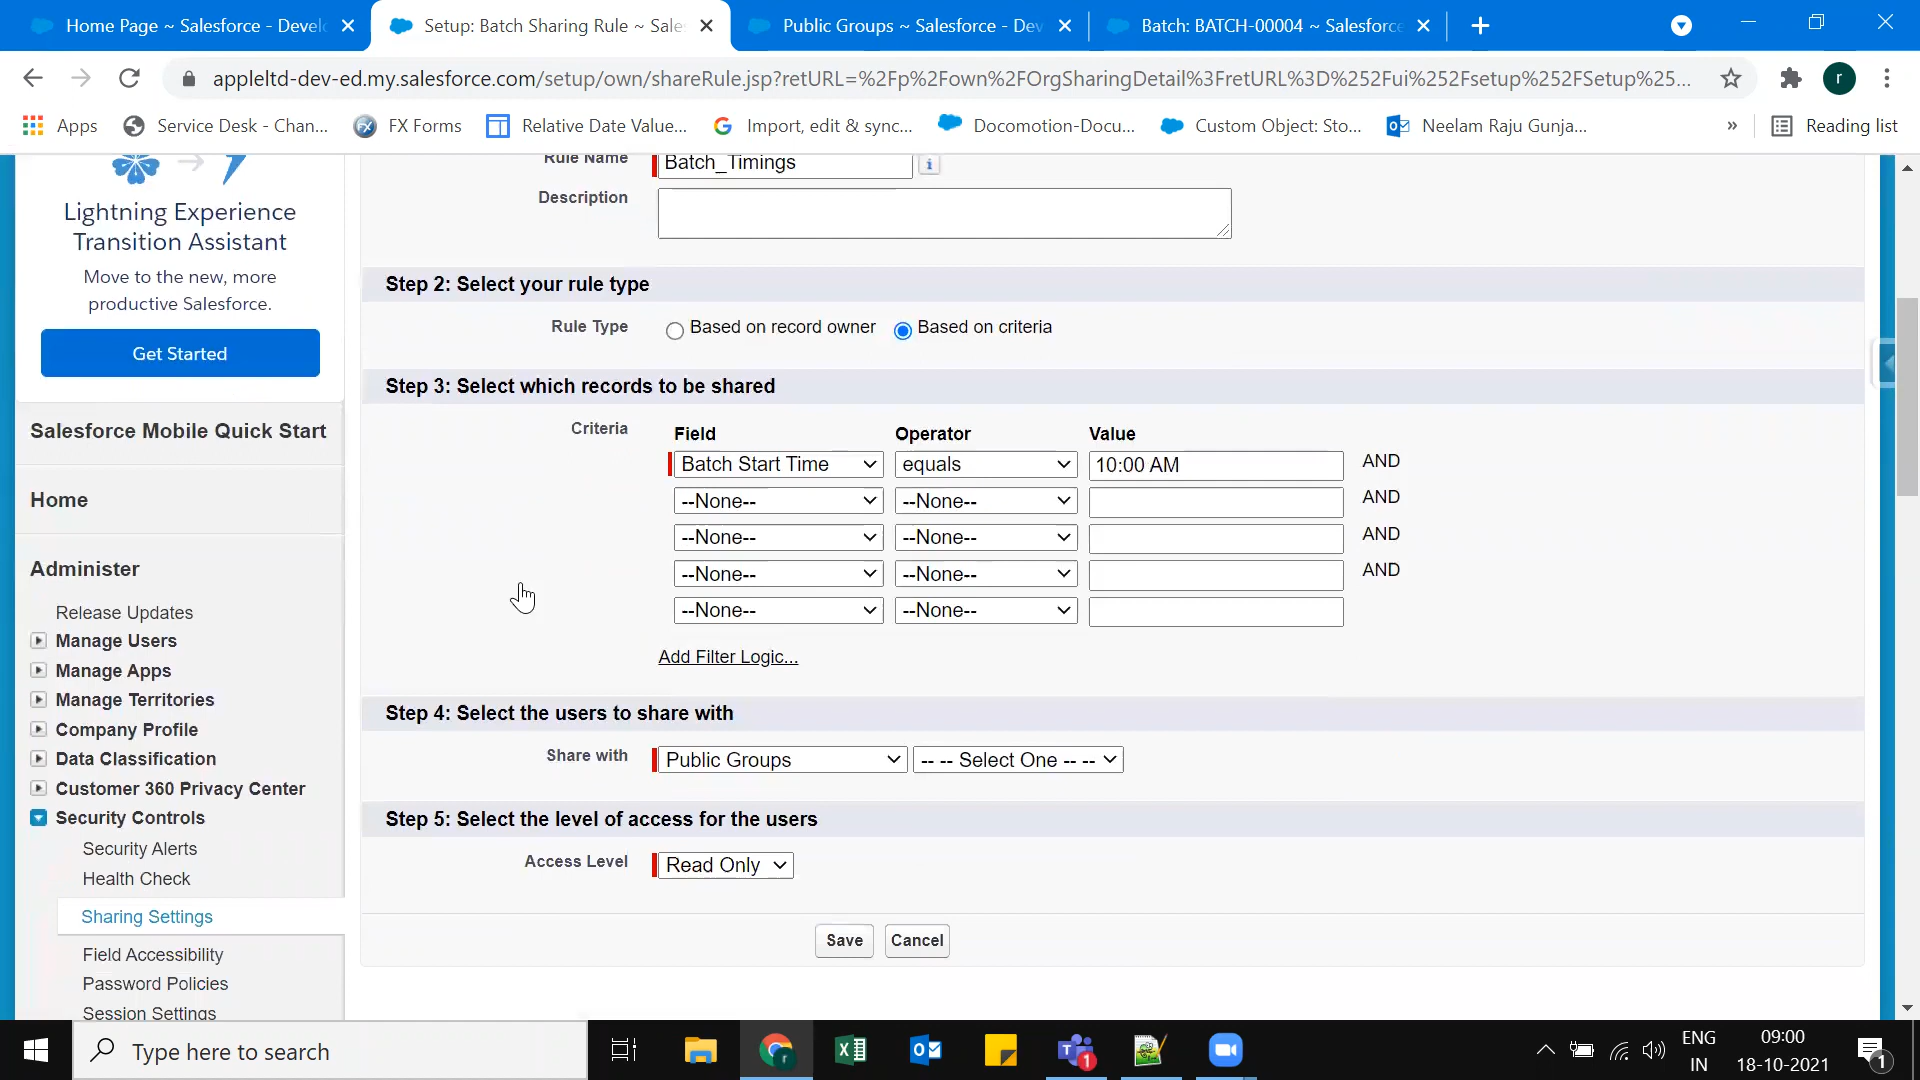 Home Page ~ Salesforce - Develo
Setup: Batch Sharing Rule ~ Sale
Public Groups ~ Salesforce - Dev
Batch: BATCH-00004 ~ Salesforce
appleltd-dev-ed.my.salesforce.com/setup/own/shareRule.jsp?retURL=%2Fp%2Fown%2FOrgSharingDetail%3FretURL%3D%252Fui%252Fsetup%252FSetup%25...
r
Apps
Service Desk - Chan...
FX Forms
Relative Date Value...
Import, edit & sync...
Docomotion-Docu...
Custom Object: Sto...
Neelam Raju Gunja...
»
Reading list
Lightning Experience
Transition Assistant
Move to the new, more
productive Salesforce.
Get Started
Salesforce Mobile Quick Start
Home
Administer
Release Updates
Manage Users
Manage Apps
Manage Territories
Company Profile
Data Classification
Customer 360 Privacy Center
Security Controls
Security Alerts
Health Check
Sharing Settings
Field Accessibility
Password Policies
Session Settings
Rule Name Batch_Timings i
Description
Step 2: Select your rule type
Rule Type Based on record owner Based on criteria
Step 3: Select which records to be shared
Criteria Field Operator Value
Batch Start Time equals 10:00 AM AND
--None-- --None-- AND
--None-- --None-- AND
--None-- --None-- AND
--None-- --None--
Add Filter Logic...
Step 4: Select the users to share with
Share with Public Groups -- -- Select One -- --
Step 5: Select the level of access for the users
Access Level Read Only
Save Cancel
Type here to search
1
ENG
IN
09:00
18-10-2021
1